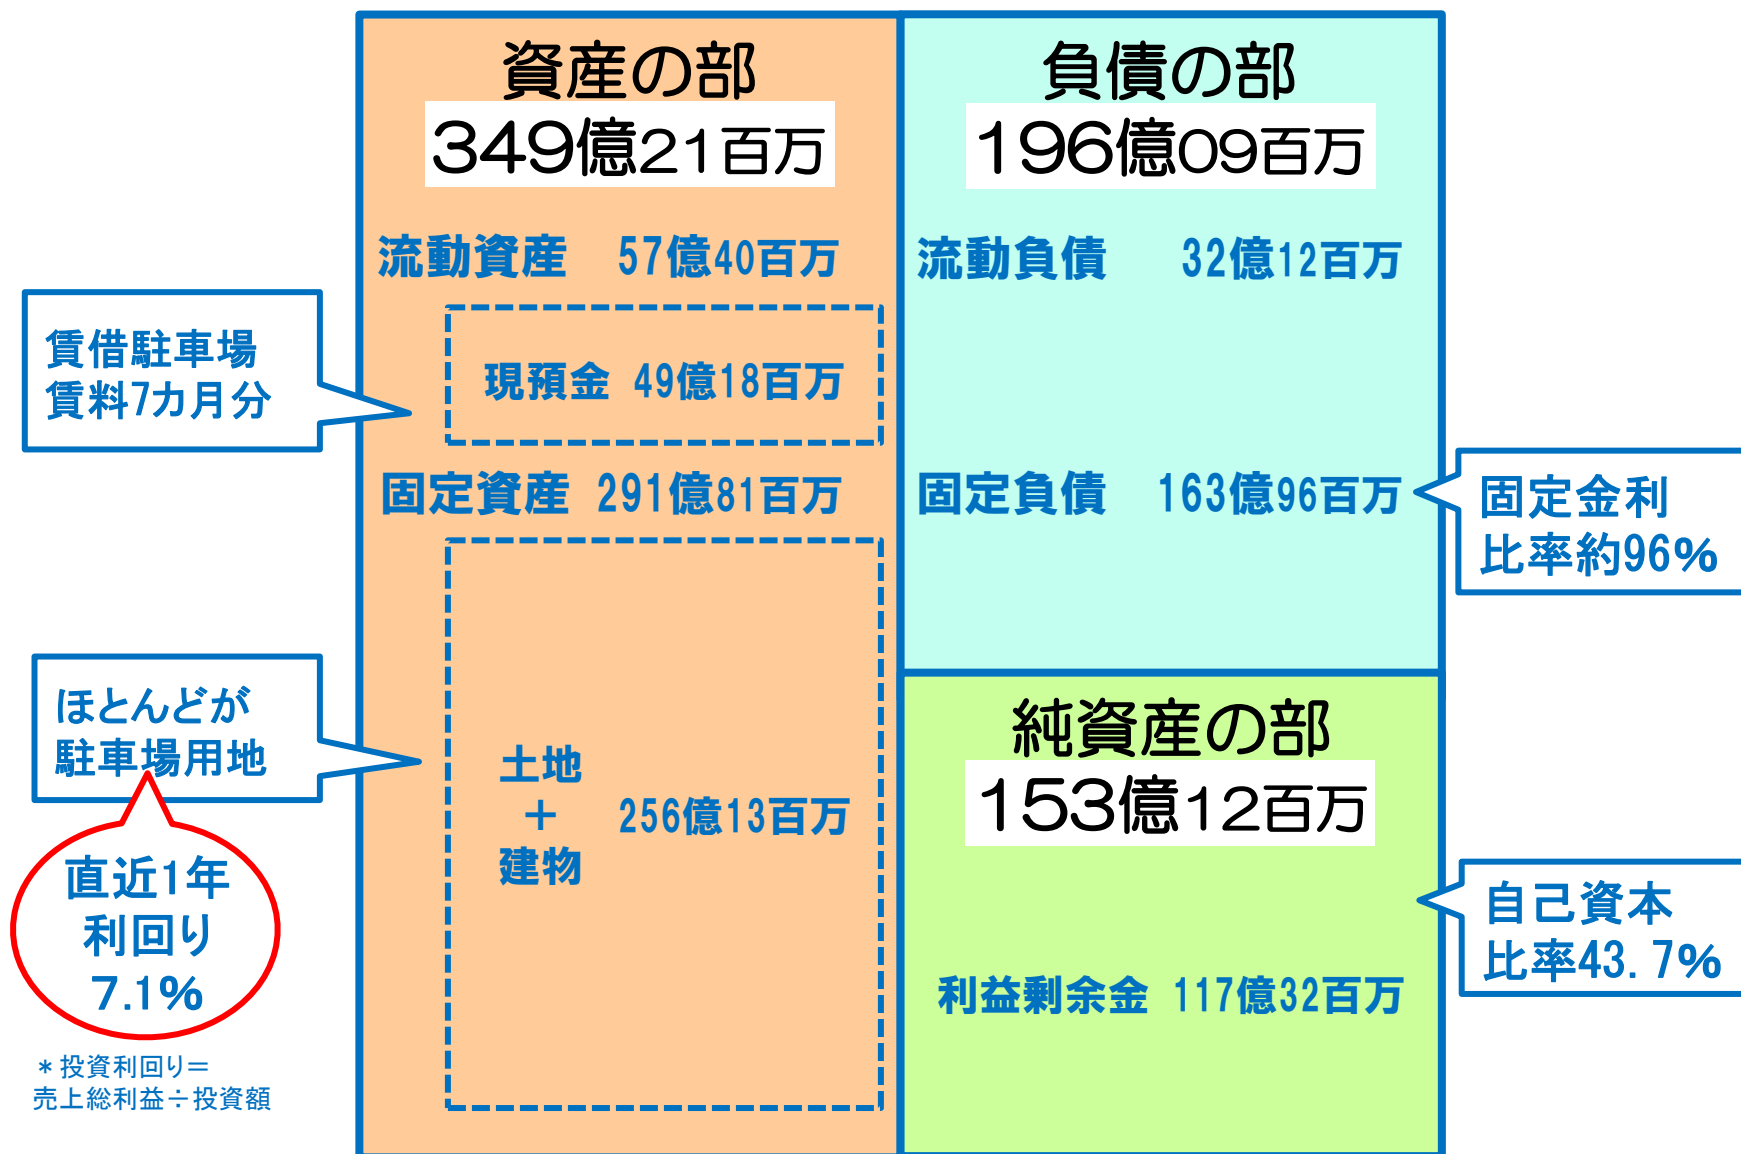 資産の部
349億21百万
流動資産 57億40百万
現預金 49億18百万
固定資産 291億81百万
土地
＋
建物
256億13百万
賃借駐車場
賃料7カ月分
ほとんどが
駐車場用地
直近1年
利回り
7.1%
＊投資利回り＝
売上総利益÷投資額
負債の部
196億09百万
流動負債 32億12百万
固定負債 163億96百万
固定金利
比率約96%
純資産の部
153億12百万
利益剰余金 117億32百万
自己資本
比率43.7%